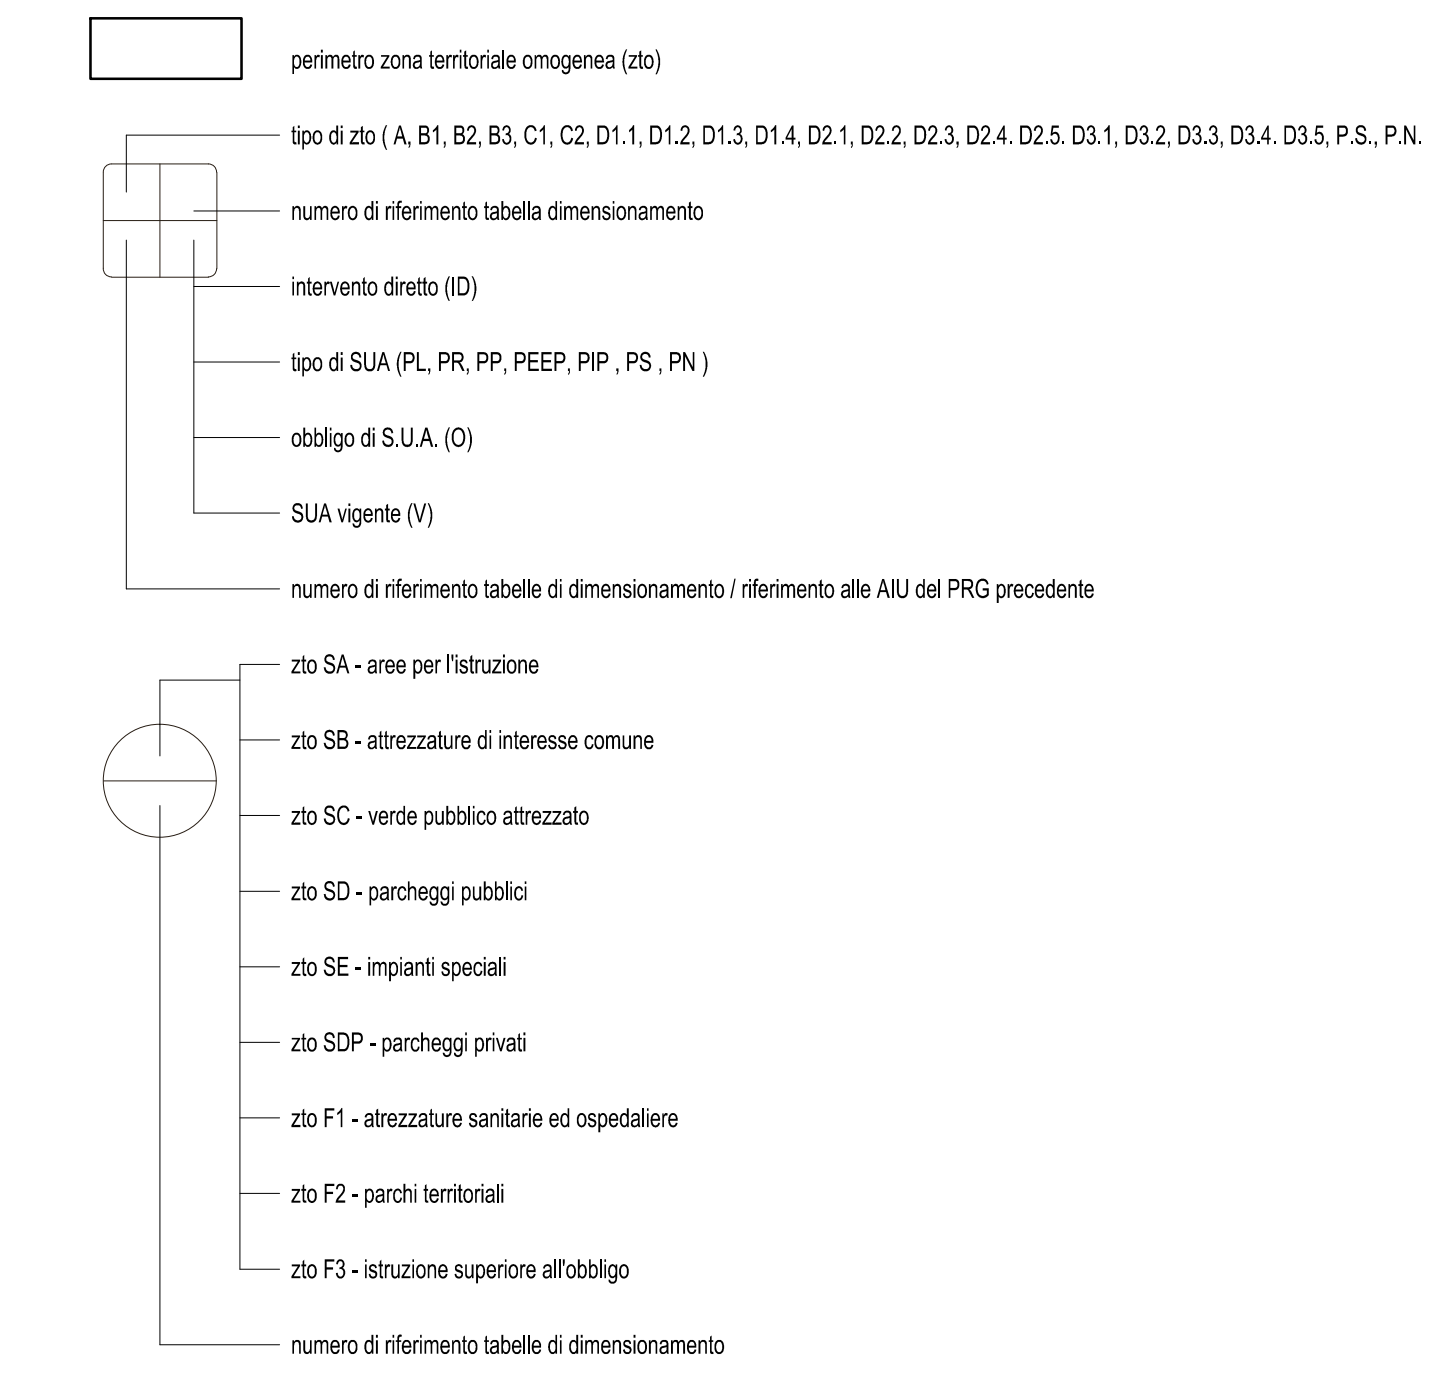 perimetro zona territoriale omogenea (zto)
tipo di zto ( A, B1, B2, B3, C1, C2, D1.1, D1.2, D1.3, D1.4, D2.1, D2.2, D2.3, D2.4. D2.5. D3.1, D3.2, D3.3, D3.4. D3.5, P.S., P.N.
numero di riferimento tabella dimensionamento
intervento diretto (ID)
tipo di SUA (PL, PR, PP, PEEP, PIP , PS , PN )
obbligo di S.U.A. (O)
SUA vigente (V)
numero di riferimento tabelle di dimensionamento / riferimento alle AIU del PRG precedente
zto SA - aree per l'istruzione
zto SB - attrezzature di interesse comune
zto SC - verde pubblico attrezzato
zto SD - parcheggi pubblici
zto SE - impianti speciali
zto SDP - parcheggi privati
zto F1 - atrezzature sanitarie ed ospedaliere
zto F2 - parchi territoriali
zto F3 - istruzione superiore all'obbligo
numero di riferimento tabelle di dimensionamento